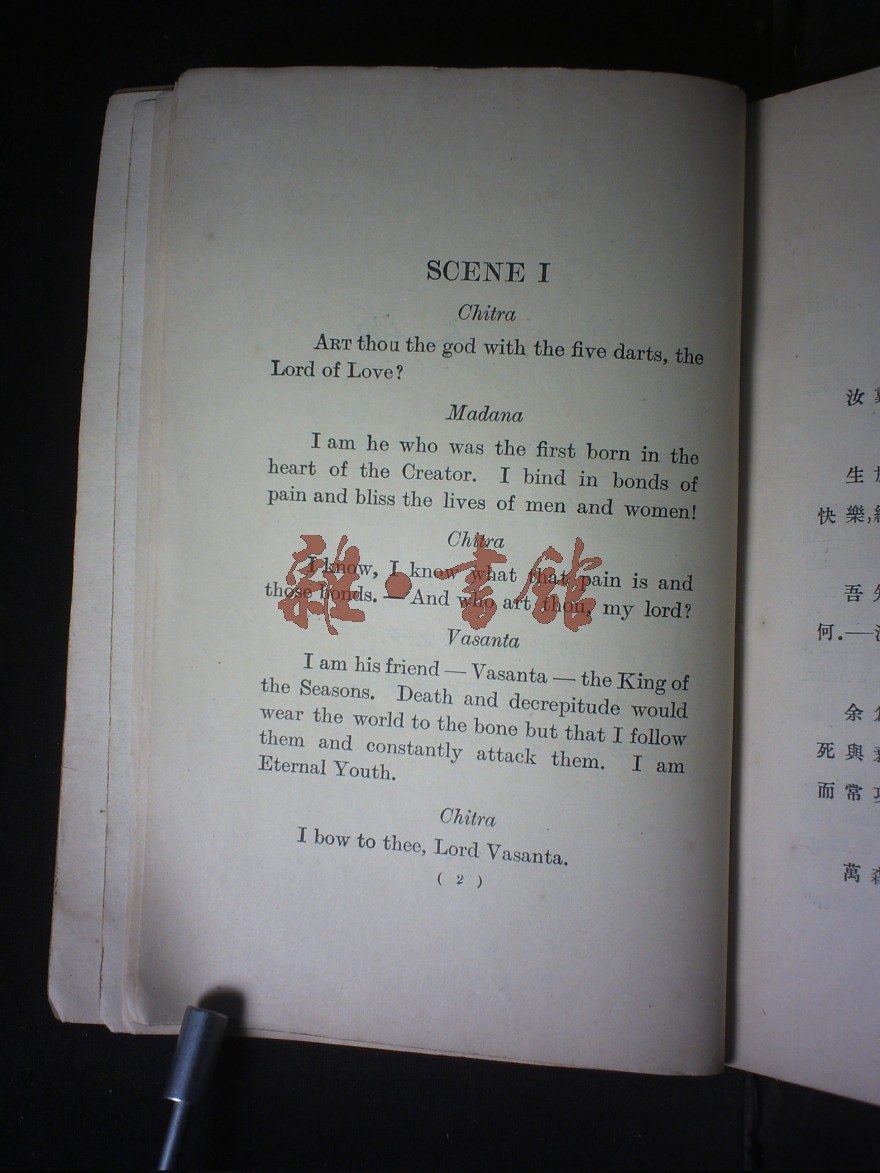 SCENE I
Chitra
ART thou the god with the five darts, the
Lord of Love?
Madana
I am he who was the first born in the
heart of the Creator. I bind in bonds of
pain and bliss the lives of men and women!
Chitra
I know, I know what that pain is and
those bonds. — And who art thou, my lord?
Vasanta
I am his friend — Vasanta — the King of
the Seasons. Death and decrepitude would
wear the world to the bone but that I follow
them and constantly attack them. I am
Eternal Youth.
Chitra
I bow to thee, Lord Vasanta.
( 2 )
雜·書館
汝
生 於
快樂,
吾 知
何.—
余
死與
而常攻
萬森